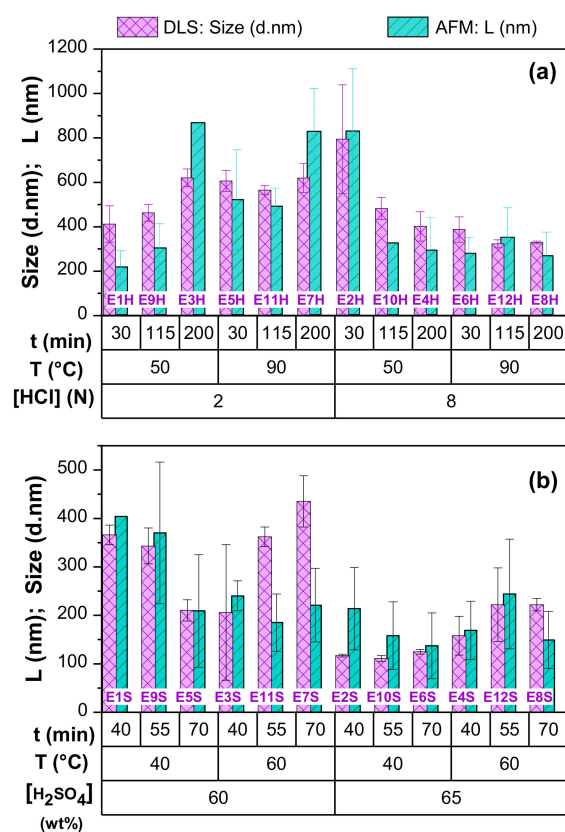 DLS: Size (d.nm) AFM: L (nm)
(a)
Size (d.nm); L (nm)
1200
1000
800
600
400
200
0
E1H E9H E3H E5H E11H E7H E2H E10H E4H E6H E12H E8H
t (min) 30 115 200 30 115 200 30 115 200 30 115 200
T (°C) 50 90 50 90
[HCl] (N) 2 8
(b)
L (nm); Size (d.nm)
500
400
300
200
100
0
E1S E9S E5S E3S E11S E7S E2S E10S E6S E4S E12S E8S
t (min) 40 55 70 40 55 70 40 55 70 40 55 70
T (°C) 40 60 40 60
[H₂SO₄] 60 65
(wt%)